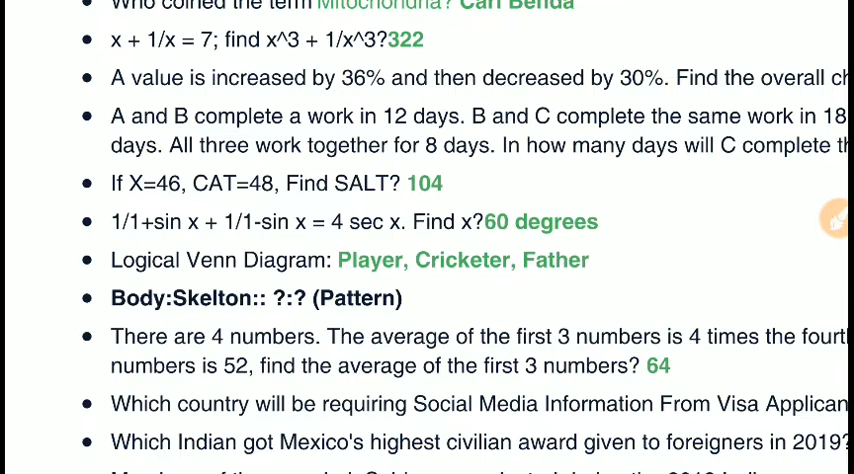 Who coined the term Mitochondria? Carl Benda
x + 1/x = 7; find x^3 + 1/x^3?322
A value is increased by 36% and then decreased by 30%. Find the overall
A and B complete a work in 12 days. B and C complete the same work in 18
days. All three work together for 8 days. In how many days will C complete
If X=46, CAT=48, Find SALT? 104
1/1+sin x + 1/1-sin x = 4 sec x. Find x?60 degrees
Logical Venn Diagram: Player, Cricketer, Father
Body:Skelton:: ?:? (Pattern)
There are 4 numbers. The average of the first 3 numbers is 4 times the
numbers is 52, find the average of the first 3 numbers? 64
Which country will be requiring Social Media Information From Visa
Which Indian got Mexico's highest civilian award given to foreigners in 2019?